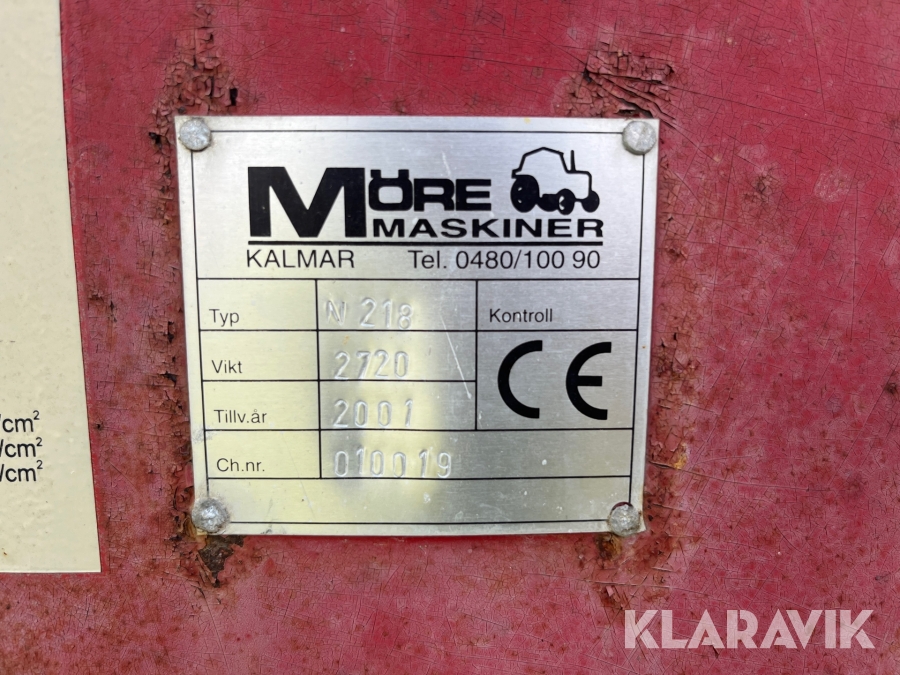 MÖRE
MASKINER
KALMAR Tel. 0480/100 90
Typ N 218 Kontroll
Vikt 2720 CE
Tillv.år 2001
Ch.nr. 010019
/cm²
/cm²
/cm²
KLARAVIK